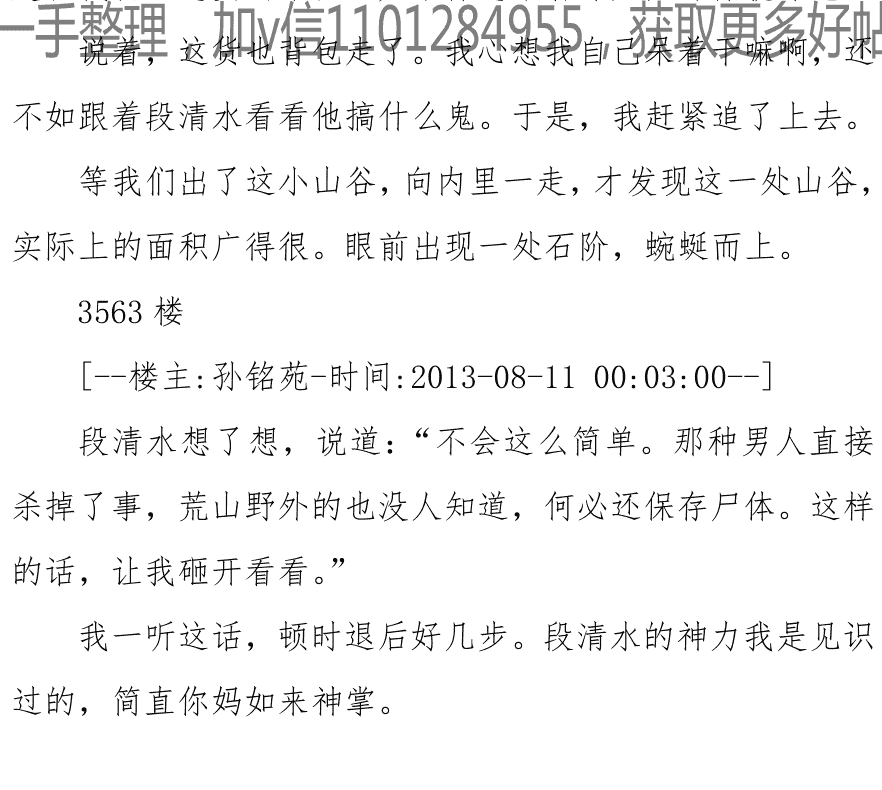 一手整理，加v信1101284955，获取更多好帖
说着，这货也背包走了。我心想我自己呆着干嘛啊，还
不如跟着段清水看看他搞什么鬼。于是，我赶紧追了上去。
等我们出了这小山谷，向内里一走，才发现这一处山谷，
实际上的面积广得很。眼前出现一处石阶，蜿蜒而上。
3563 楼
[--楼主:孙铭苑-时间:2013-08-11 00:03:00--]
段清水想了想，说道：“不会这么简单。那种男人直接
杀掉了事，荒山野外的也没人知道，何必还保存尸体。这样
的话，让我砸开看看。”
我一听这话，顿时退后好几步。段清水的神力我是见识
过的，简直你妈如来神掌。